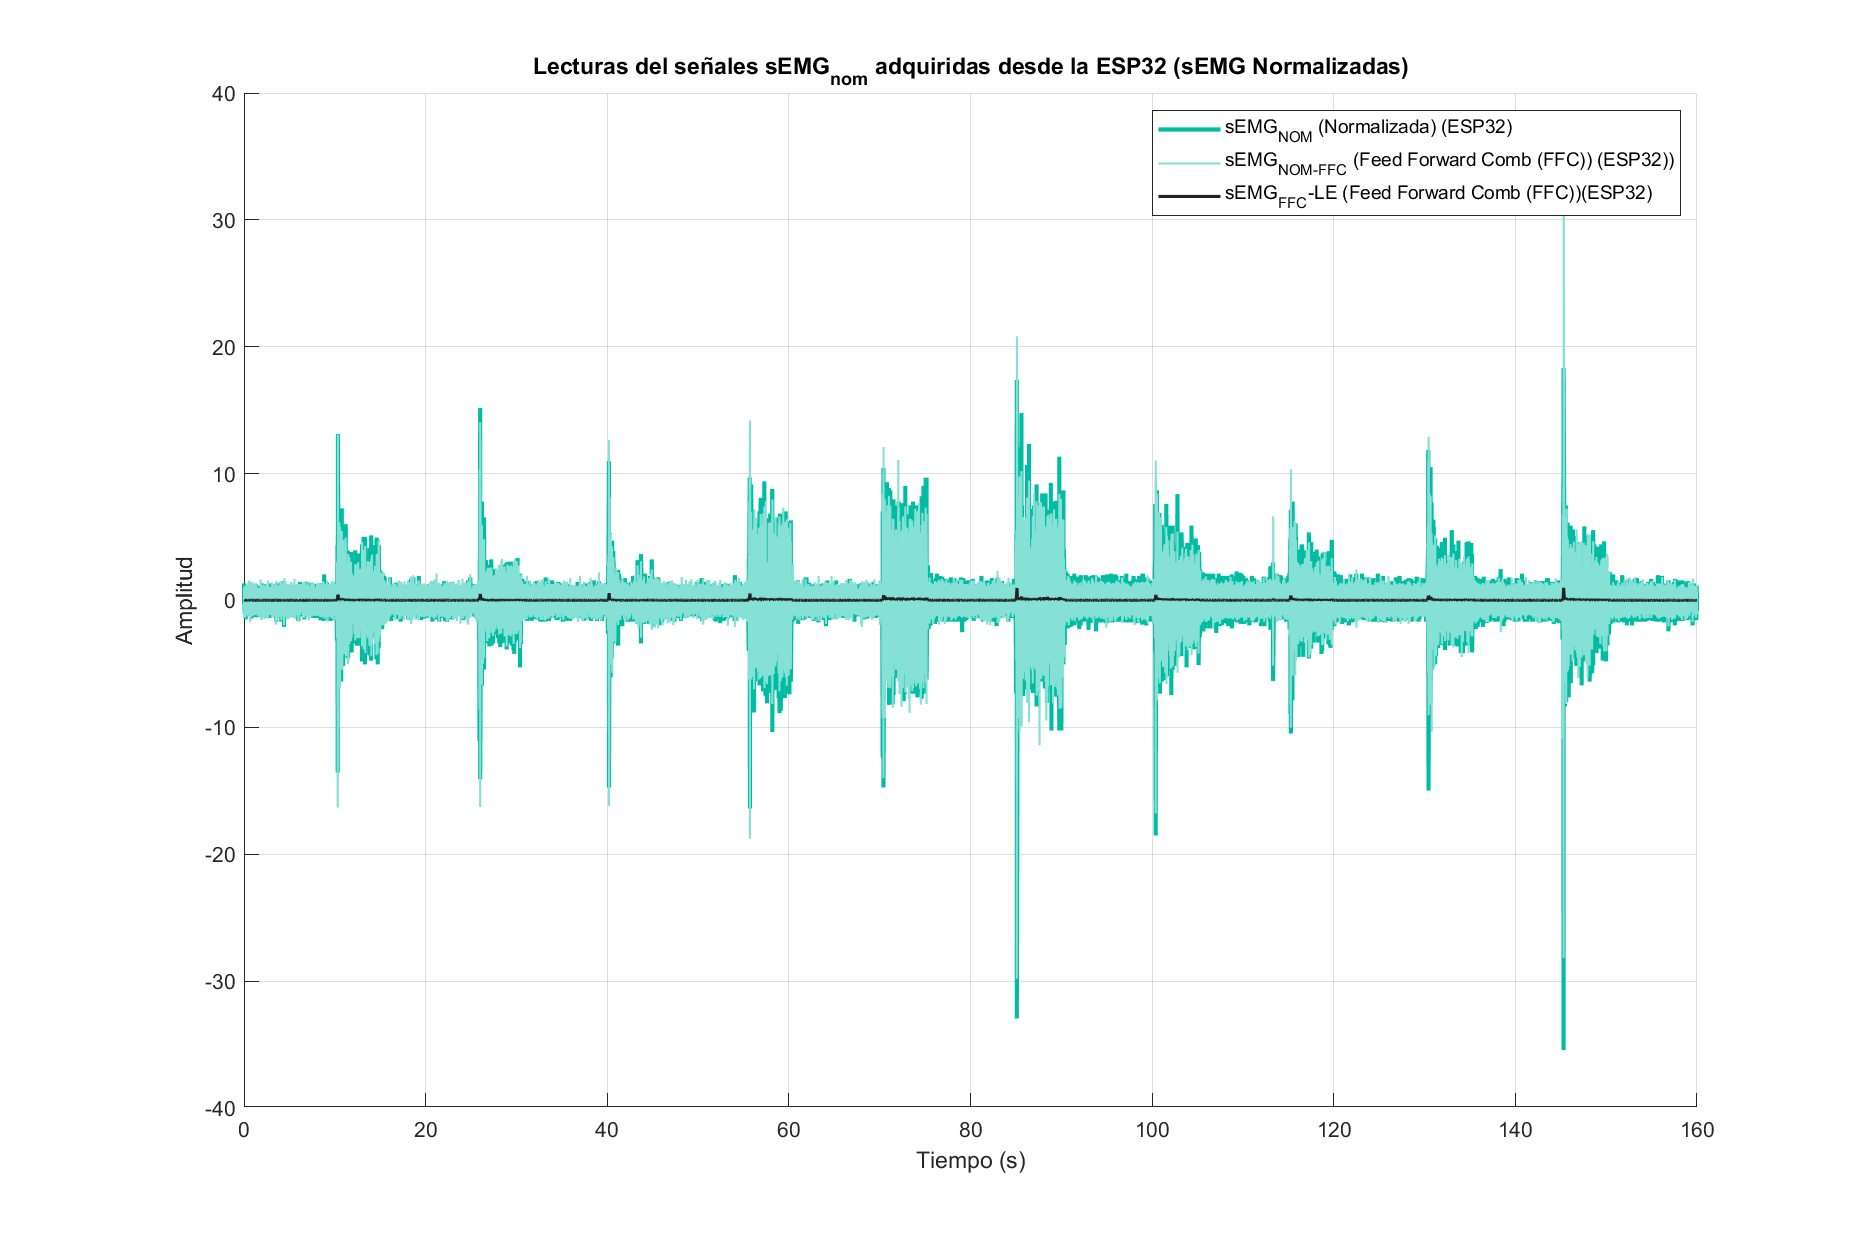 Lecturas del señales sEMGnom adquiridas desde la ESP32 (sEMG Normalizadas)
sEMGNOM (Normalizada) (ESP32)
sEMGNOM-FFC (Feed Forward Comb (FFC)) (ESP32))
sEMGFFC-LE (Feed Forward Comb (FFC))(ESP32)
40
30
20
10
0
-10
-20
-30
-40
Amplitud
0 20 40 60 80 100 120 140 160
Tiempo (s)